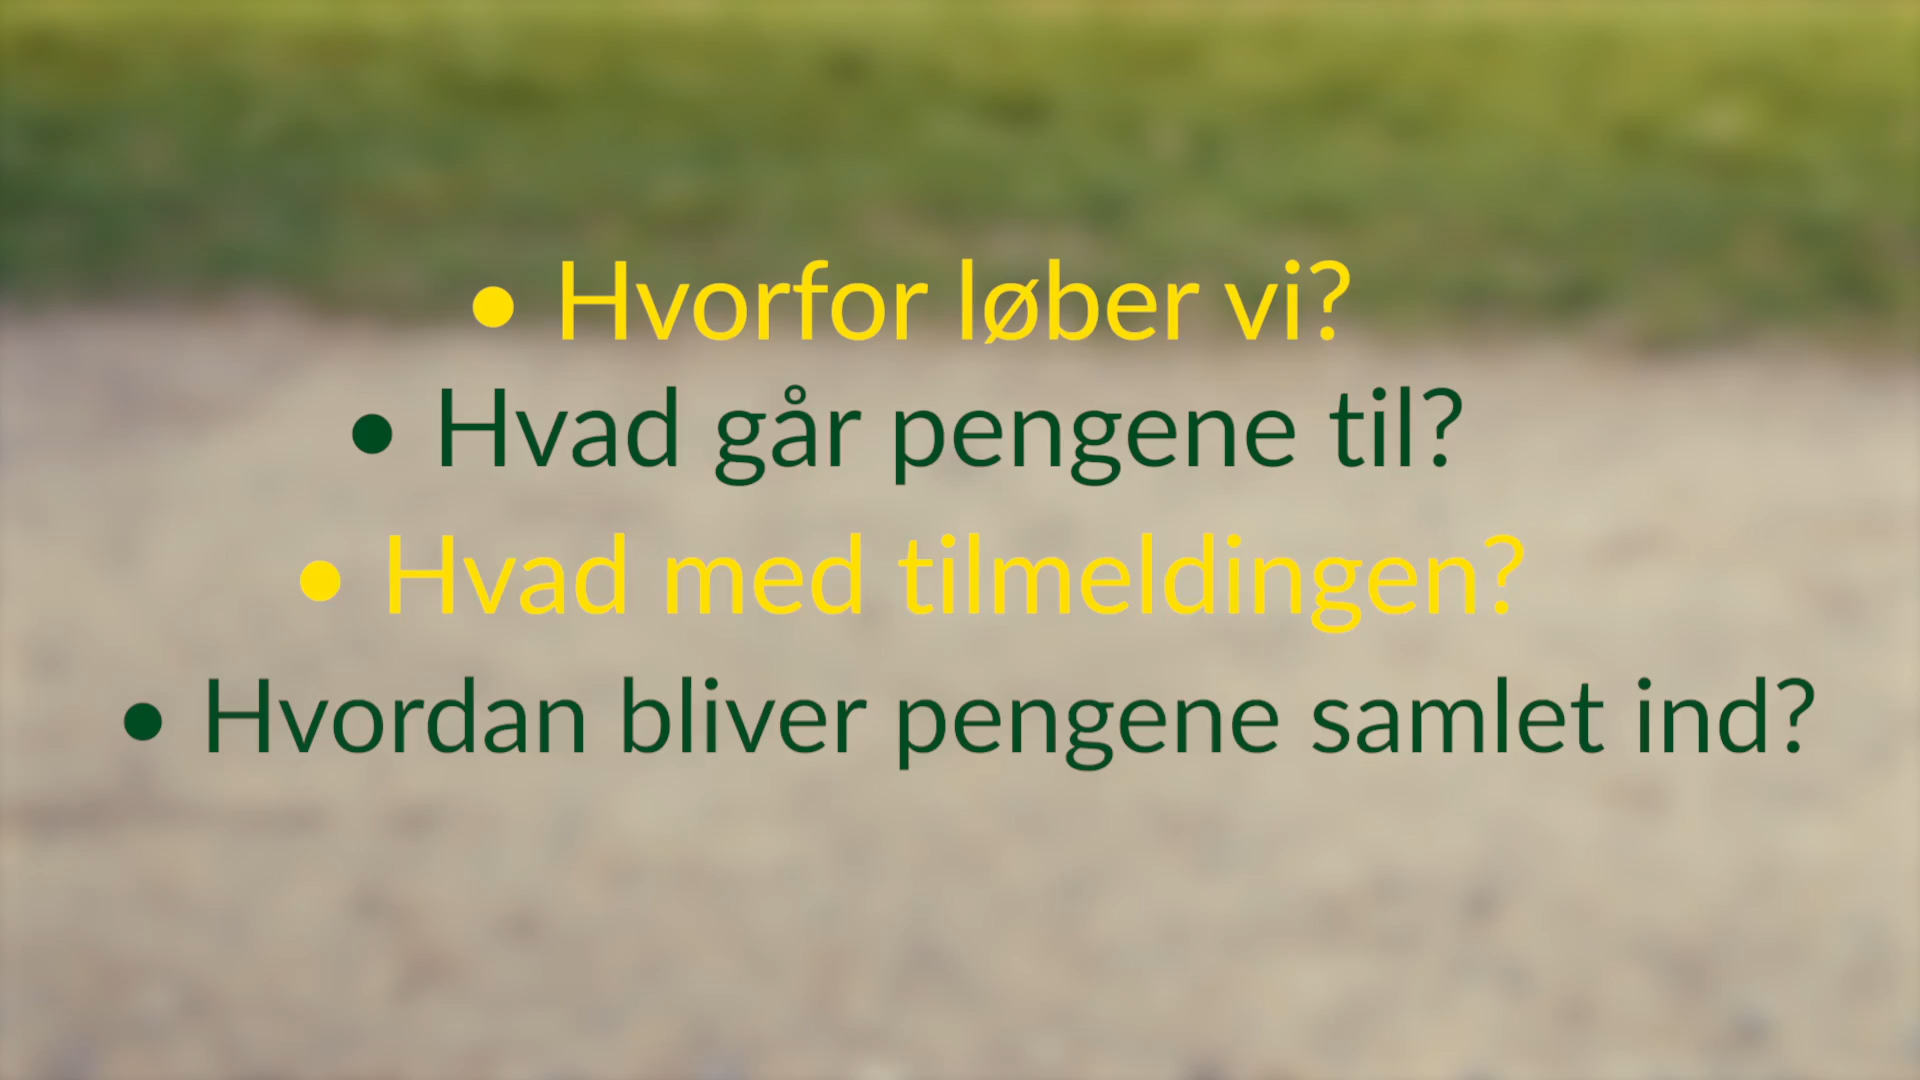 • Hvorfor løber vi?
• Hvad går pengene til?
• Hvad med tilmeldingen?
• Hvordan bliver pengene samlet ind?